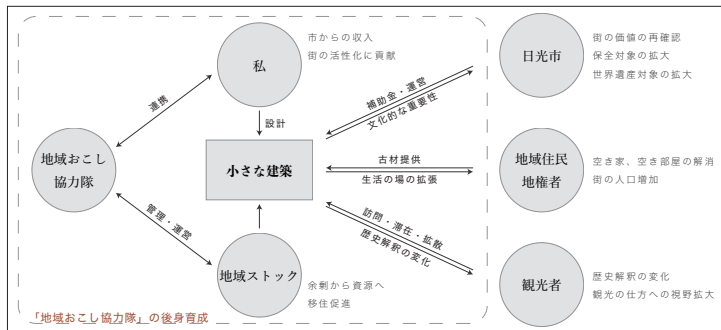 市からの収入
街の活性化に貢献
私
街の価値の再確認
保全対象の拡大
世界遺産対象の拡大
日光市
連携
設計
補助金・運営
文化的な重要性
地域おこし
協力隊
小さな建築
古材提供
生活の場の拡張
地域住民
地権者
空き家、空き部屋の解消
街の人口増加
管理・運営
訪問・滞在・拡散
歴史解釈の変化
地域ストック
余剰から資源へ
移住促進
観光者
歴史解釈の変化
観光の仕方への視野拡大
「地域おこし協力隊」の後身育成